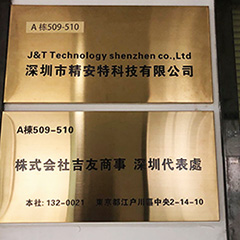 A栋509-510
J&T Technology shenzhen co.,Ltd
深圳市精安特科技有限公司
A棟509-510
株式会社吉友商事 深圳代表處
本社: 132-0021 東京都江戸川區中央2-14-10